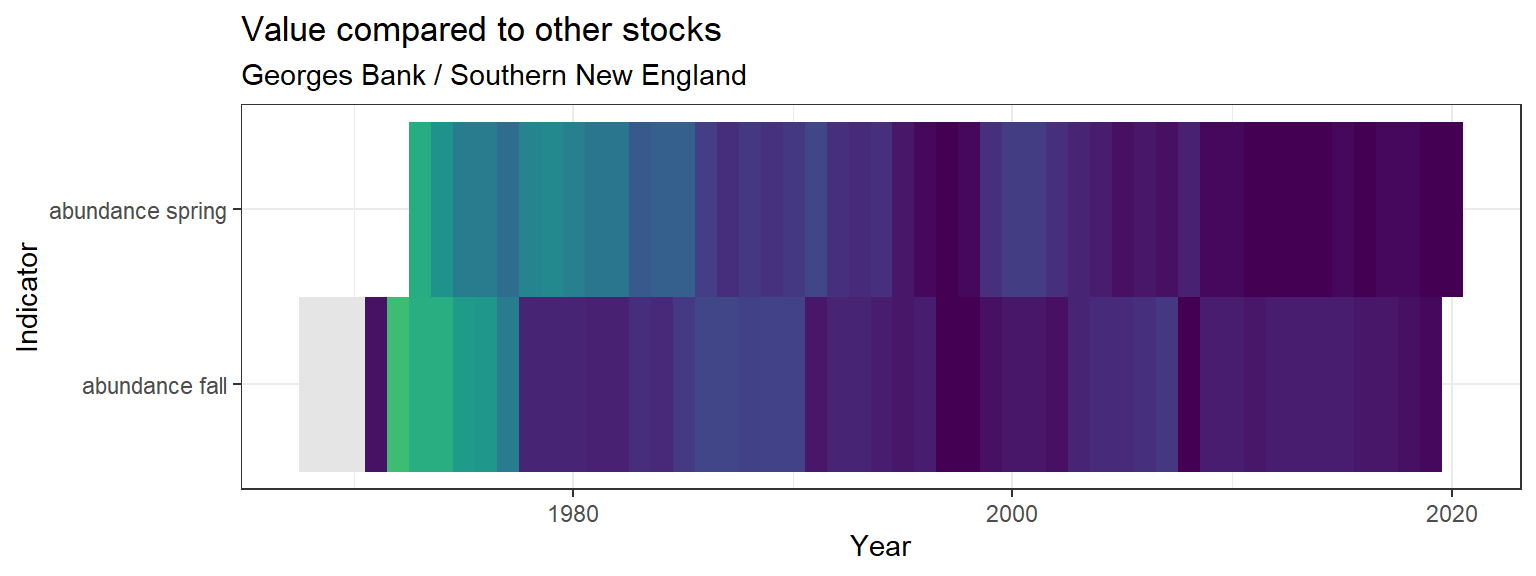 Value compared to other stocks
Georges Bank / Southern New England
abundance spring
abundance fall
Indicator
1980
2000
2020
Year